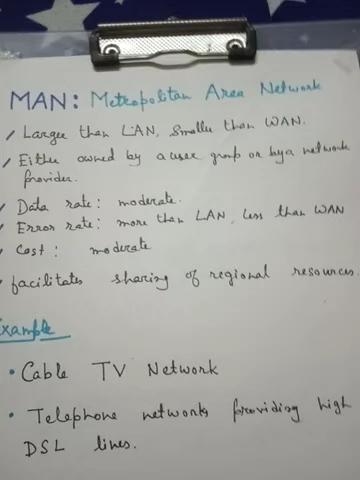 MAN: Metropolitan Area Network
Larger than LAN, smaller than WAN.
Either owned by a user group or by a network
provider.
Data rate: moderate.
Error rate: more than LAN, less than WAN
Cost: moderate
facilitates sharing of regional resources.
Example
• Cable TV Network
• Telephone networks providing high
DSL lines.